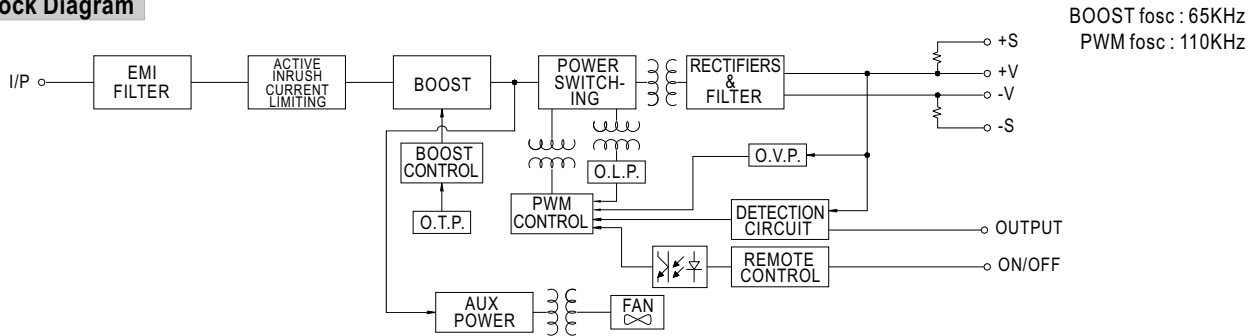 ock Diagram
BOOST fosc : 65KHz
PWM fosc : 110KHz
I/P
EMI
FILTER
ACTIVE
INRUSH
CURRENT
LIMITING
BOOST
POWER
SWITCH-
ING
RECTIFIERS
&
FILTER
+S
+V
-V
-S
BOOST
CONTROL
O.L.P.
O.V.P.
O.T.P.
PWM
CONTROL
DETECTION
CIRCUIT
OUTPUT
REMOTE
CONTROL
ON/OFF
AUX
POWER
FAN